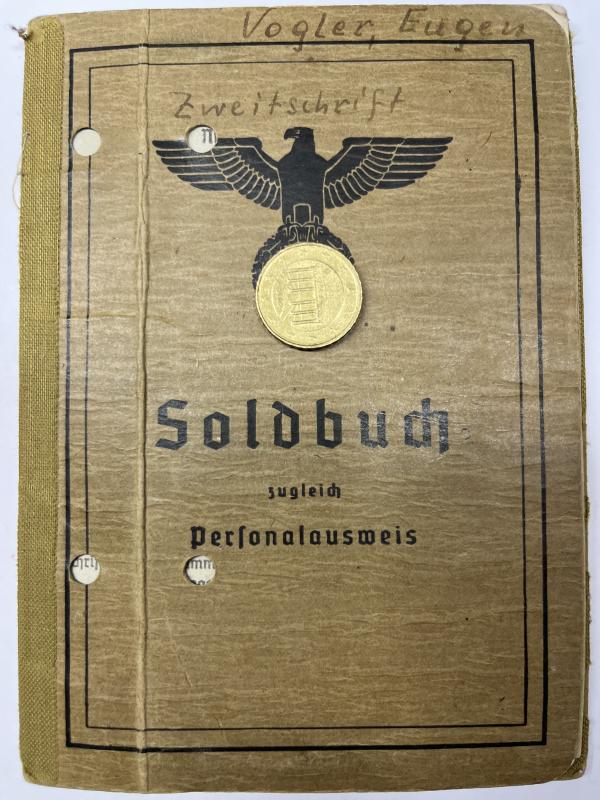 Vogler, Eugen
Zweitschrift
Soldbuch
zugleich
Personalausweis